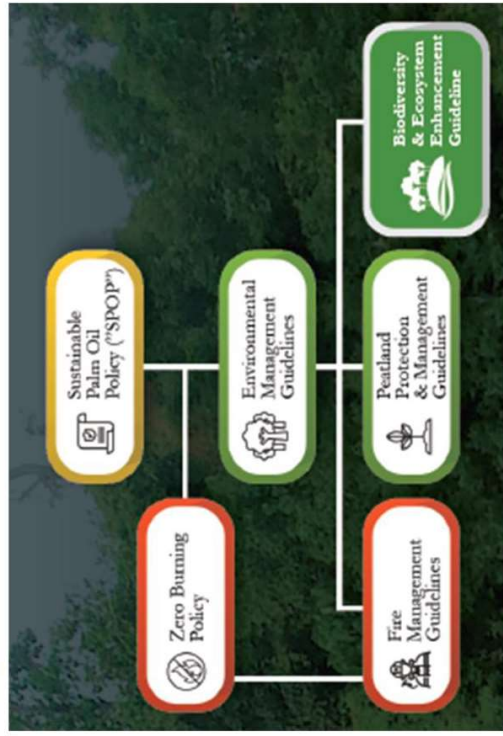 Sustainable
Palm Oil
Policy ("SPOP")
Zero Burning
Policy
Environmental
Management
Guidelines
Fire
Management
Guidelines
Peatland
Protection
& Management
Guidelines
Biodiversity
& Ecosystem
Enhancement
Guideline